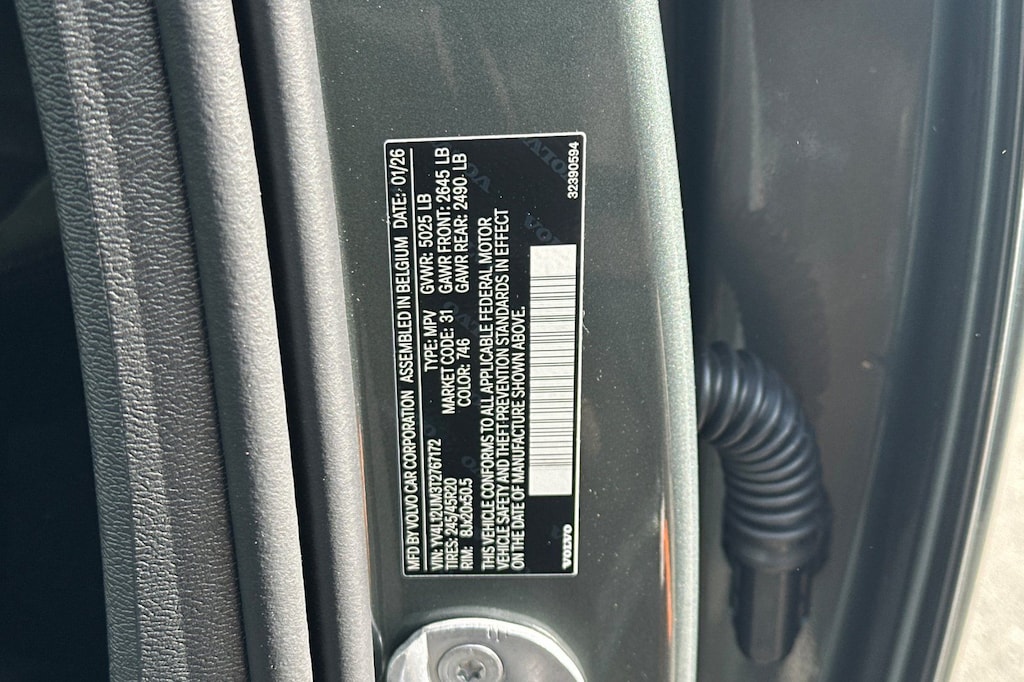 MFD BY VOLVO CAR CORPORATION ASSEMBLED IN BELGIUM DATE: 01/26
VIN: YV4L12UM3T2767172 TYPE: MPV GVWR: 5025 LB
TIRES: 245/45R20 MARKET CODE: 31 GAWR FRONT: 2645 LB
RIM: 8Jx20x50.5 COLOR: 746 GAWR REAR: 2490 LB
THIS VEHICLE CONFORMS TO ALL APPLICABLE FEDERAL MOTOR
VEHICLE SAFETY AND THEFT PREVENTION STANDARDS IN EFFECT
ON THE DATE OF MANUFACTURE SHOWN ABOVE.
VOLVO 32390594